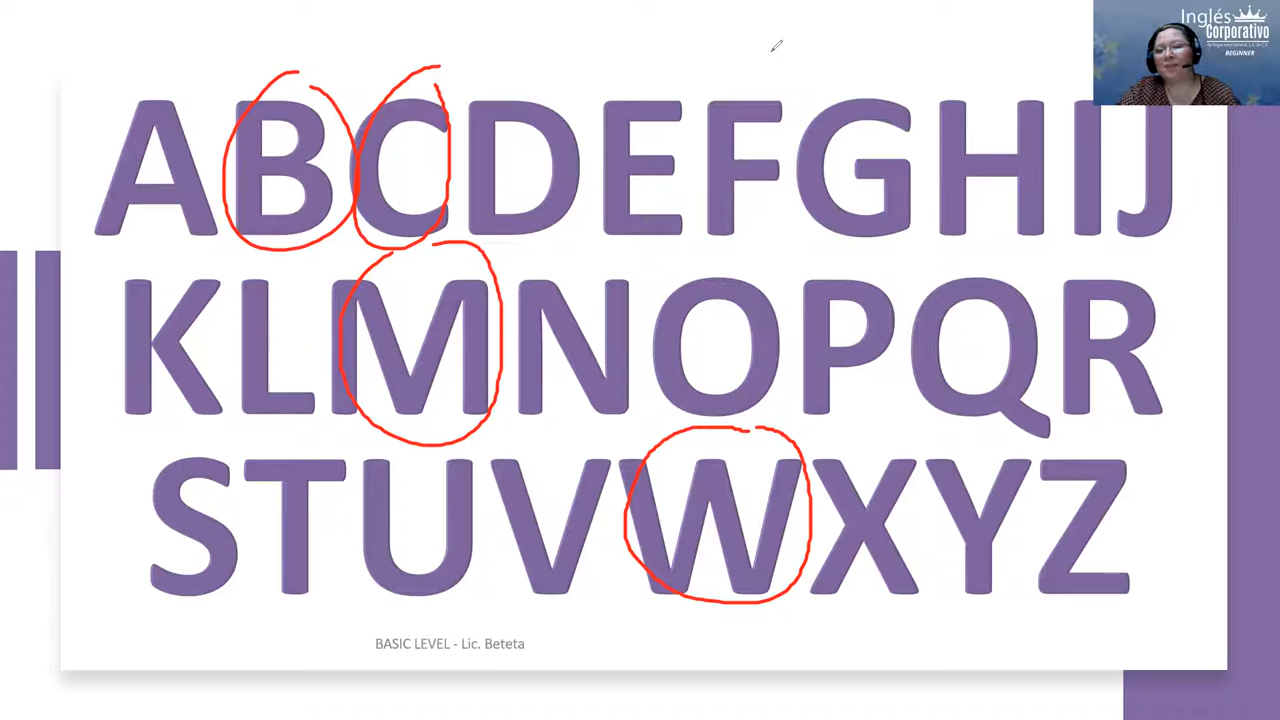 Inglés
Corporativo
BEGINNER
ABCDEFGHIJ
KLMNOPQR
STUVWXYZ
BASIC LEVEL - Lic. Beteta